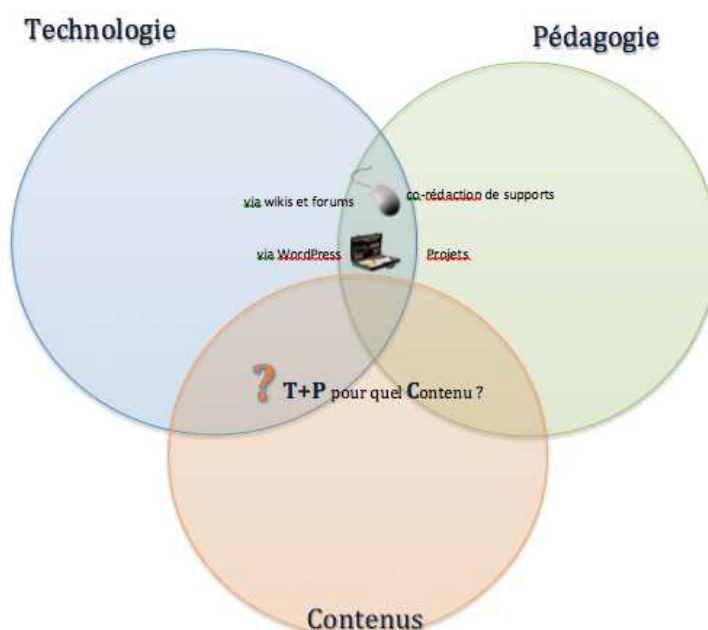 Technologie
Pédagogie
via wikis et forums
co-rédaction de supports
via WordPress
Projets
? T+P pour quel Contenu ?
Contenus